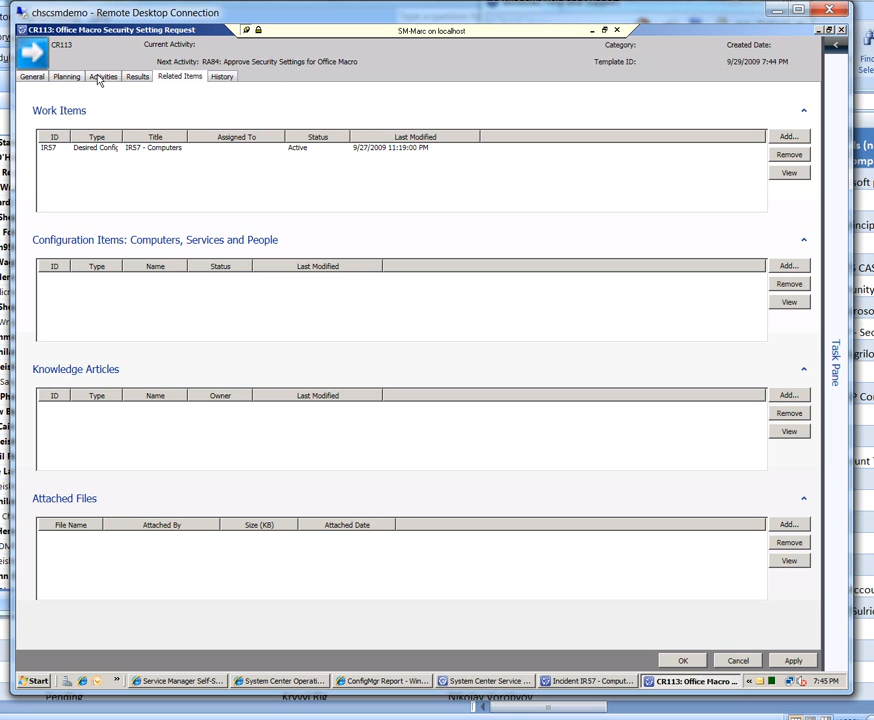 chscsmdemo - Remote Desktop Connection
CR113: Office Macro Security Setting Request
SM-Marc on localhost
CR113
Current Activity:
Category:
Created Date:
Next Activity: RA84: Approve Security Settings for Office Macro
Template ID:
9/29/2009 7:44 PM
General Planning Activities Results Related Items History
Work Items
ID Type Title Assigned To Status Last Modified
Add...
IR57 Desired Config IR57 - Computers Active 9/27/2009 11:19:00 PM
Remove
View
Configuration Items: Computers, Services and People
ID Type Name Status Last Modified
Add...
Remove
View
Task Pane
Knowledge Articles
ID Type Name Owner Last Modified
Add...
Remove
View
Attached Files
File Name Attached By Size (KB) Attached Date
Add...
Remove
View
OK Cancel Apply
Start
Service Manager Self-S...
System Center Operati...
ConfigMgr Report - Win...
System Center Service ...
Incident IR57 - Comput...
CR113: Office Macro ...
7:45 PM